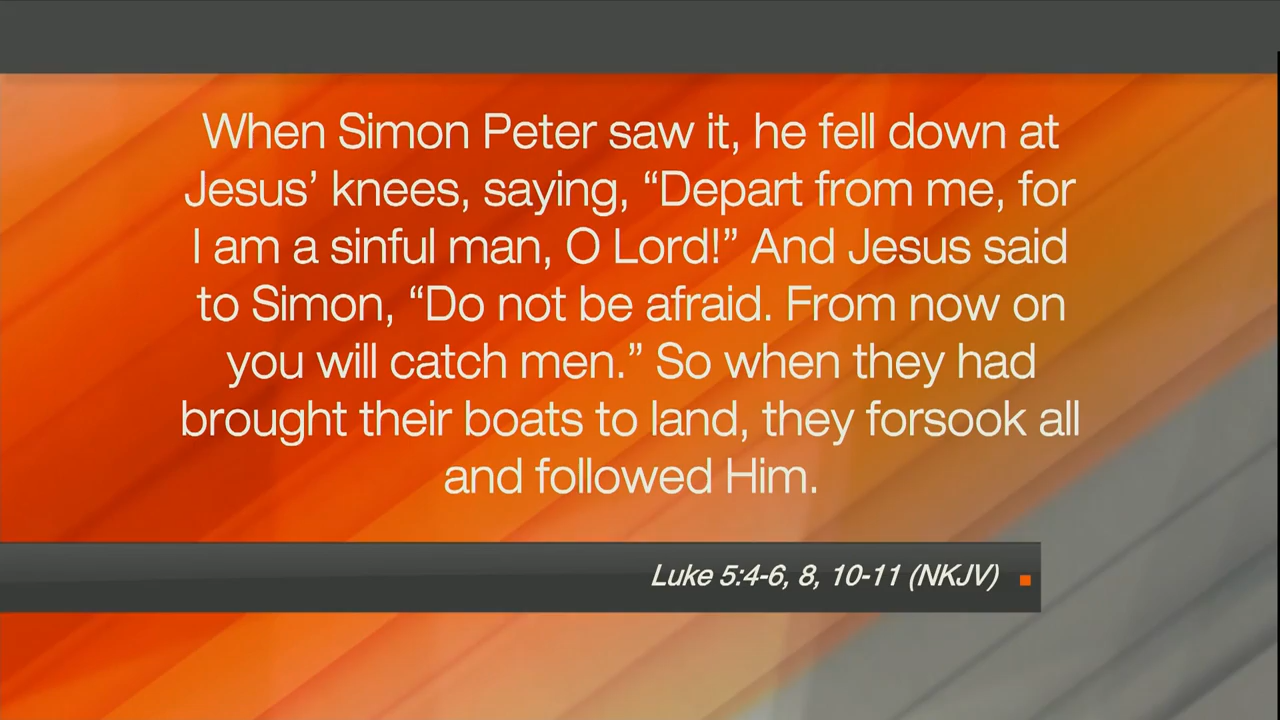 When Simon Peter saw it, he fell down at
Jesus’ knees, saying, “Depart from me, for
I am a sinful man, O Lord!” And Jesus said
to Simon, “Do not be afraid. From now on
you will catch men.” So when they had
brought their boats to land, they forsook all
and followed Him.
Luke 5:4-6, 8, 10-11 (NKJV)